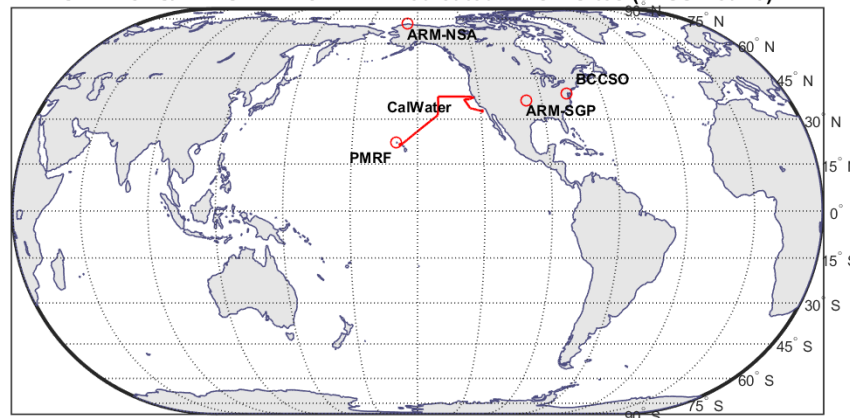 75° N
ARM-NSA
60° N
BCCSO
45° N
CalWater
ARM-SGP
30° N
PMRF
15° N
0°
15° S
30° S
45° S
60° S
75° S